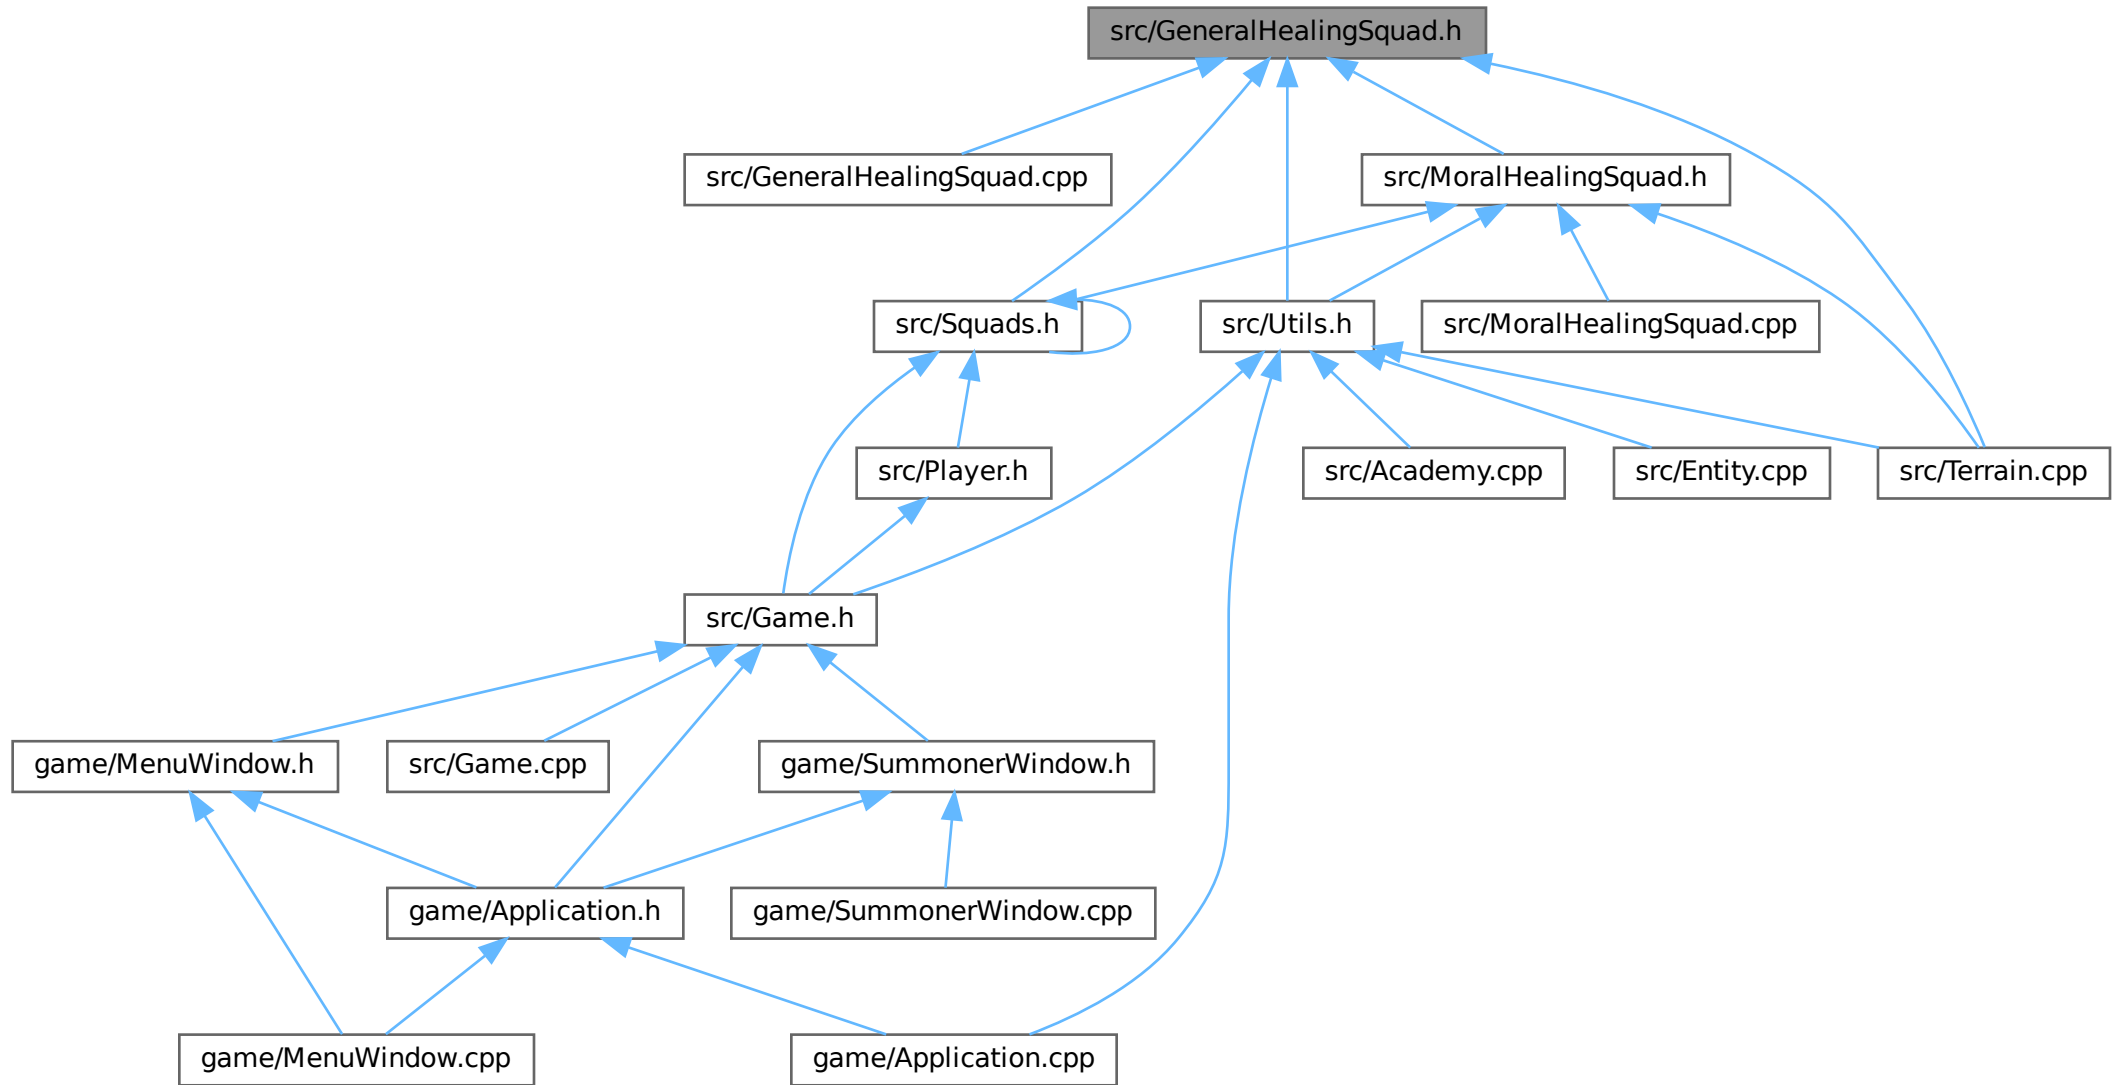 src/GeneralHealingSquad.h
src/GeneralHealingSquad.cpp
src/MoralHealingSquad.h
src/Squads.h
src/Utils.h
src/MoralHealingSquad.cpp
src/Player.h
src/Academy.cpp
src/Entity.cpp
src/Terrain.cpp
src/Game.h
game/MenuWindow.h
src/Game.cpp
game/SummonerWindow.h
game/Application.h
game/SummonerWindow.cpp
game/MenuWindow.cpp
game/Application.cpp